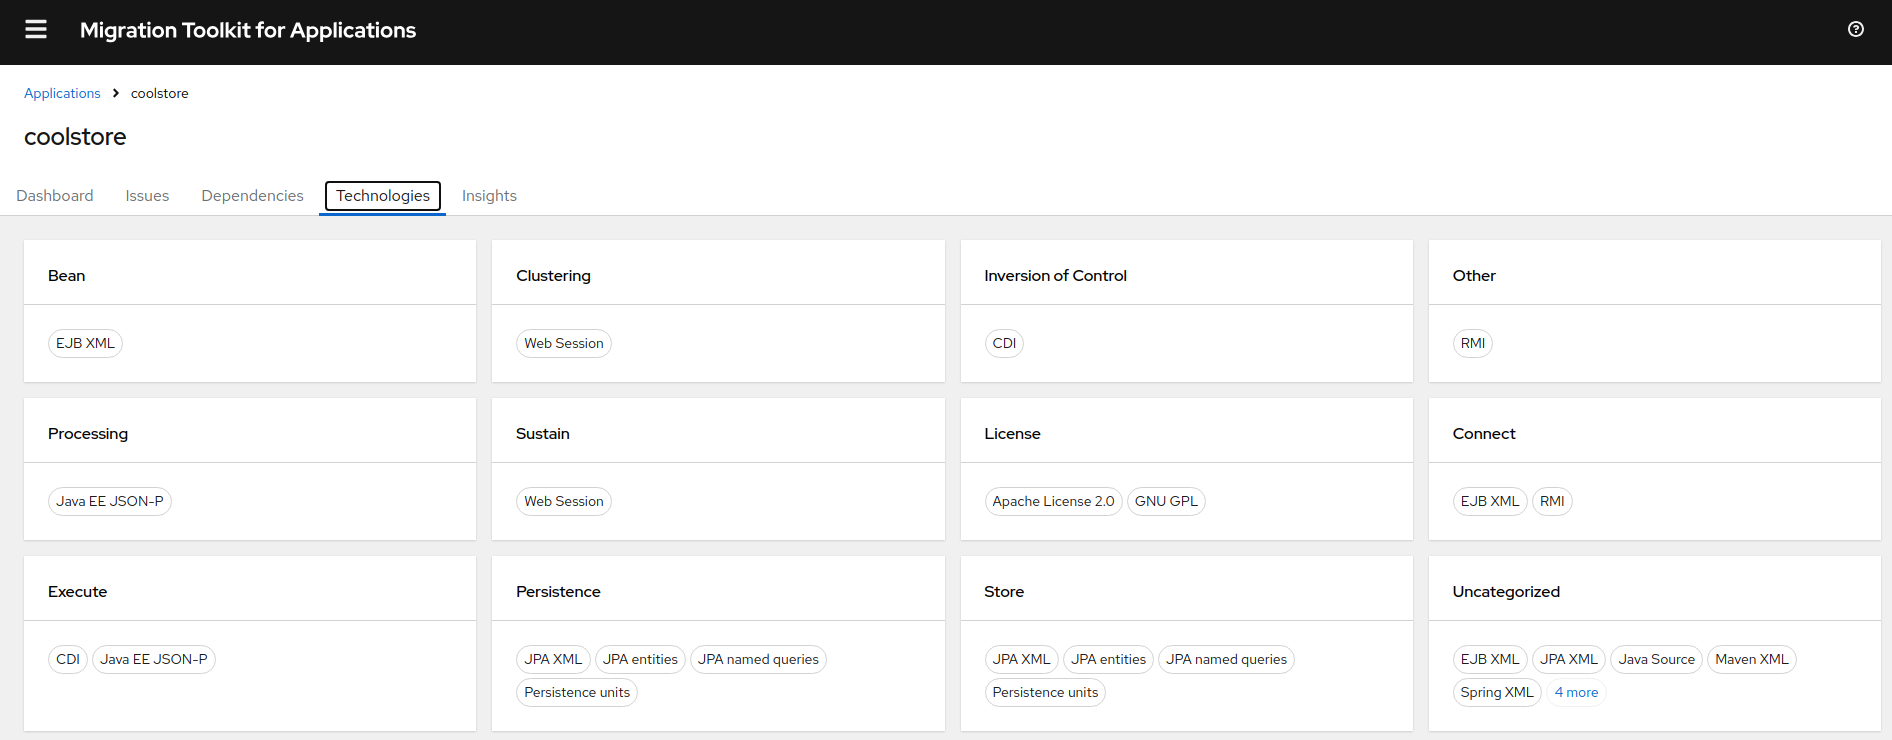 Migration Toolkit for Applications
Applications > coolstore
coolstore
Dashboard Issues Dependencies Technologies Insights
Bean Clustering Inversion of Control Other
EJB XML Web Session CDI RMI
Processing Sustain License Connect
Java EE JSON-P Web Session Apache License 2.0 GNU GPL EJB XML RMI
Execute Persistence Store Uncategorized
CDI Java EE JSON-P JPA XML JPA entities JPA named queries JPA XML JPA entities JPA named queries EJB XML JPA XML Java Source Maven XML
Persistence units Persistence units Spring XML 4 more